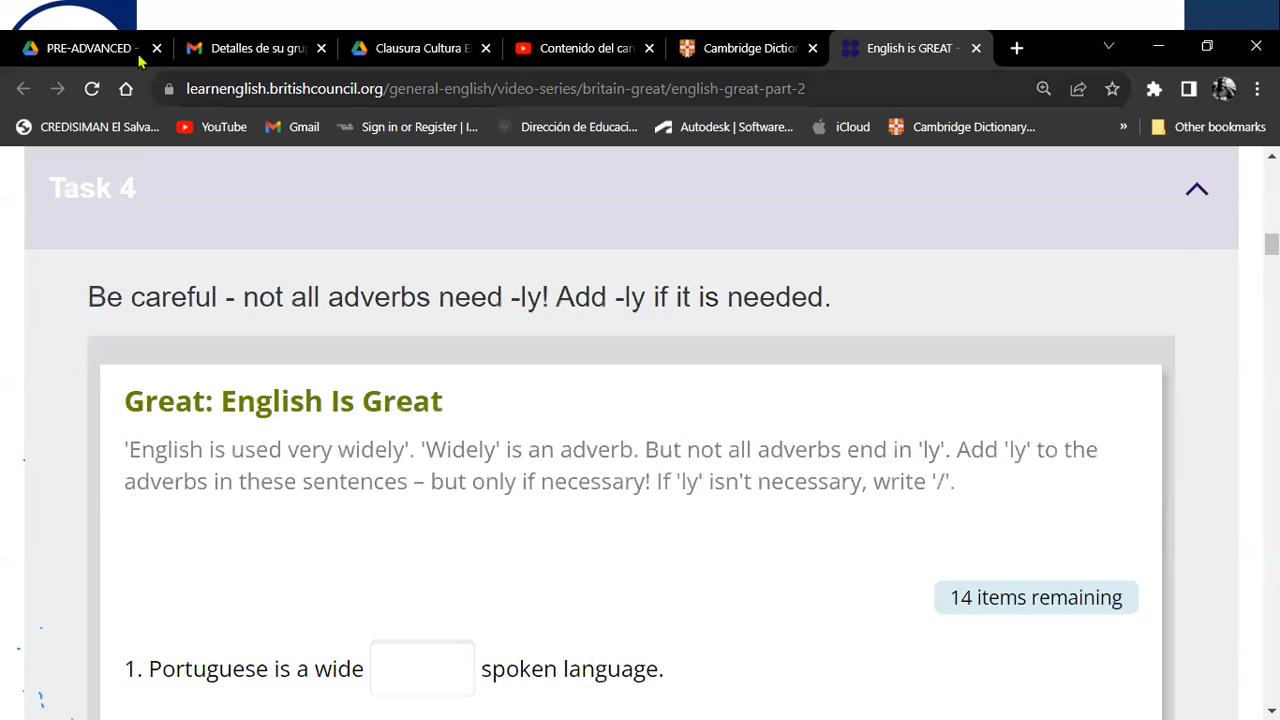 PRE-ADVANCED -
Detalles de su gru
Clausura Cultura E
Contenido del can
Cambridge Dictio
English is GREAT -
learnenglish.britishcouncil.org/general-english/video-series/britain-great/english-great-part-2
CREDISIMAN El Salva...
YouTube
Gmail
Sign in or Register | I...
Dirección de Educaci...
Autodesk | Software...
iCloud
Cambridge Dictionary...
»
Other bookmarks
Task 4
Be careful - not all adverbs need -ly! Add -ly if it is needed.
Great: English Is Great
'English is used very widely'. 'Widely' is an adverb. But not all adverbs end in 'ly'. Add 'ly' to the
adverbs in these sentences – but only if necessary! If 'ly' isn't necessary, write '/'.
14 items remaining
1. Portuguese is a wide spoken language.